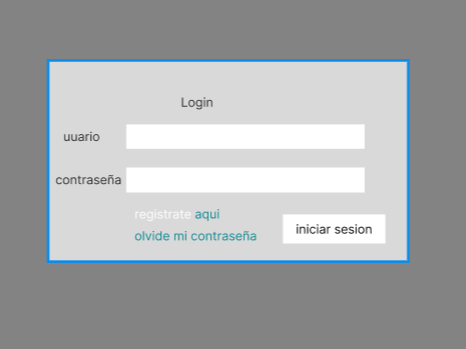 Login
uuario
contraseña
registrate aqui
olvide mi contraseña
iniciar sesion